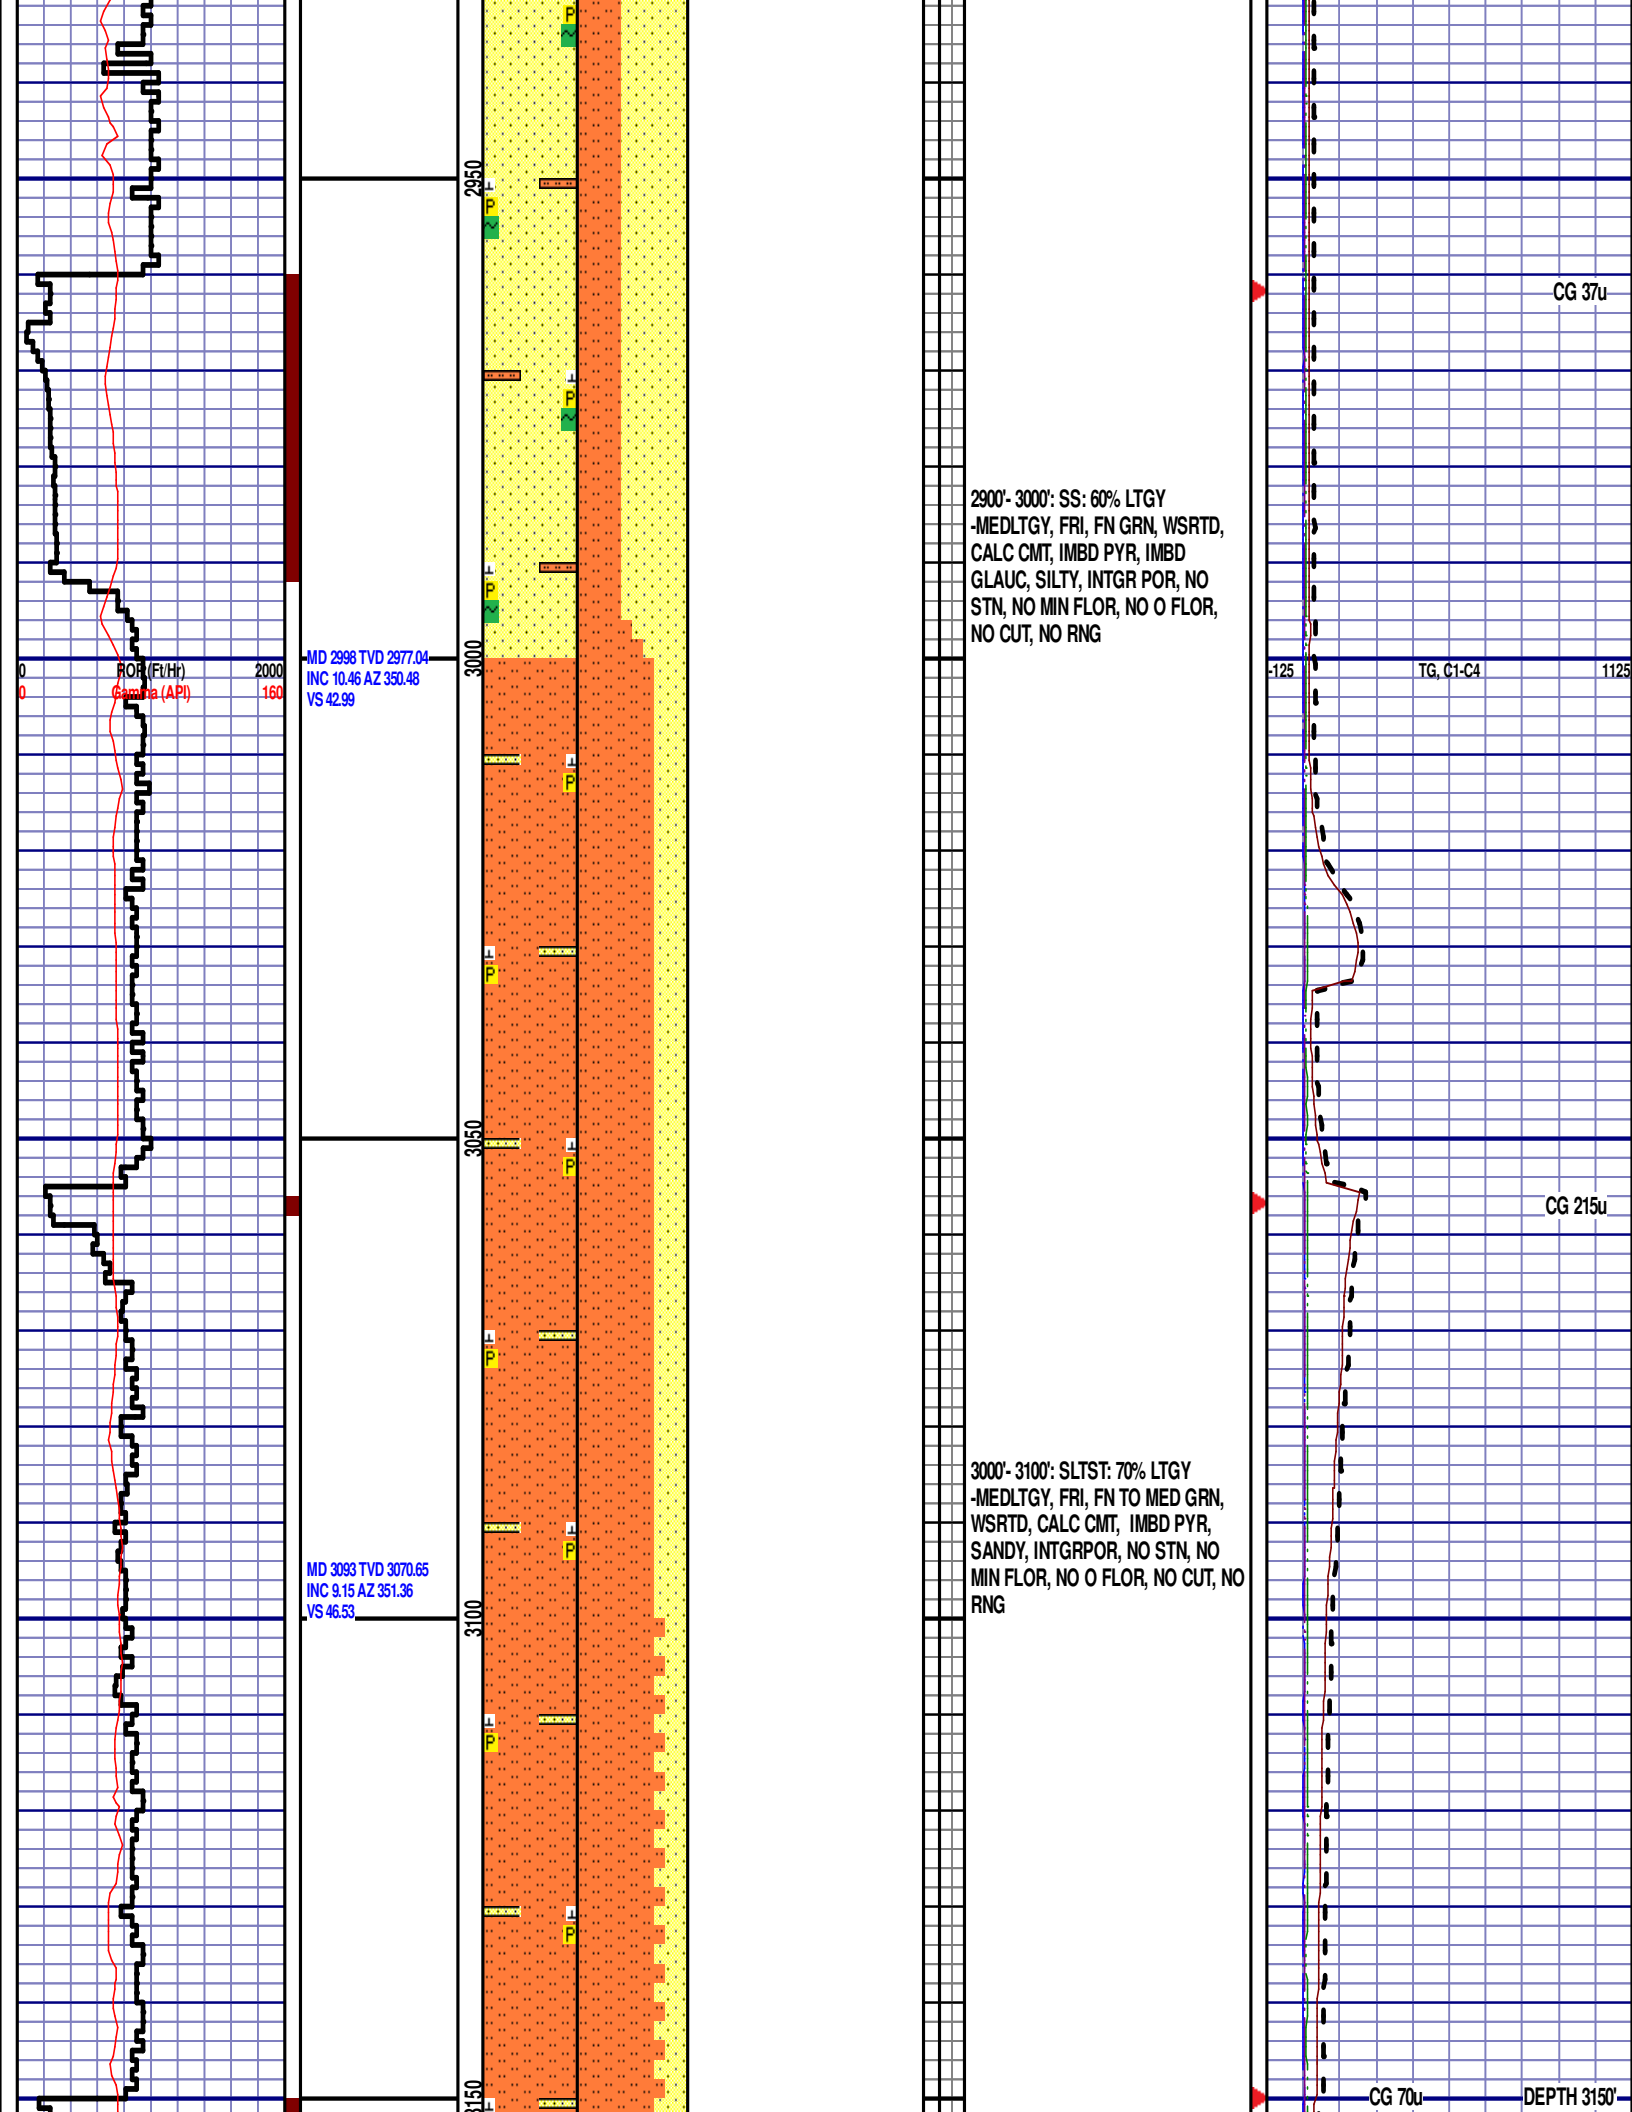 P
2950
P
CG 37u
P
2900'- 3000': SS: 60% LTGY
-MEDLTGY, FRI, FN GRN, WSRTD,
CALC CMT, IMBD PYR, IMBD
GLAUC, SILTY, INTGR POR, NO
STN, NO MIN FLOR, NO O FLOR,
NO CUT, NO RNG
P
3000
MD 2998 TVD 2977.04
INC 10.46 AZ 350.48
VS 42.99
0 ROP (Ft/Hr) 2000
0 Gamma (API) 160
-125 TG, C1-C4 1125
P
P
3050
P
CG 215u
P
3000'- 3100': SLTST: 70% LTGY
-MEDLTGY, FRI, FN TO MED GRN,
WSRTD, CALC CMT, IMBD PYR,
SANDY, INTGRPOR, NO STN, NO
MIN FLOR, NO O FLOR, NO CUT, NO
RNG
P
MD 3093 TVD 3070.65
INC 9.15 AZ 351.36
VS 46.53
3100
P
P
3150
CG 70u DEPTH 3150'